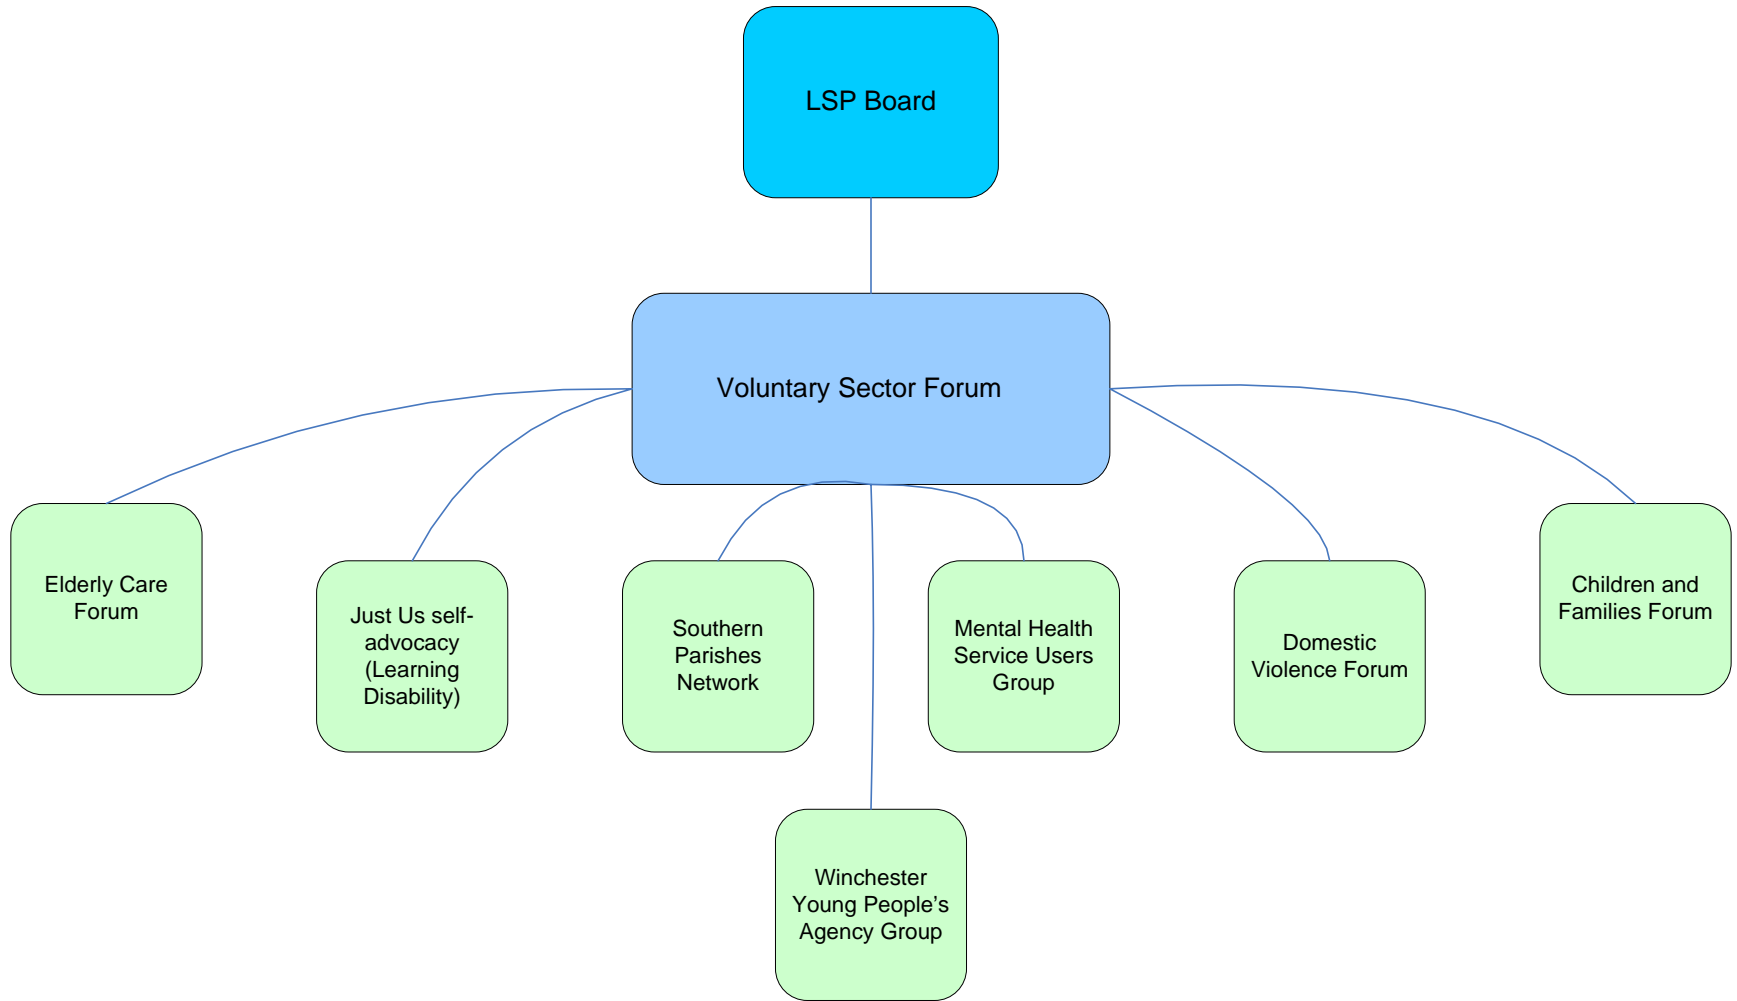 LSP Board
Voluntary Sector Forum
Elderly Care
Forum
Just Us self-
advocacy
(Learning
Disability)
Southern
Parishes
Network
Mental Health
Service Users
Group
Domestic
Violence Forum
Children and
Families Forum
Winchester
Young People’s
Agency Group